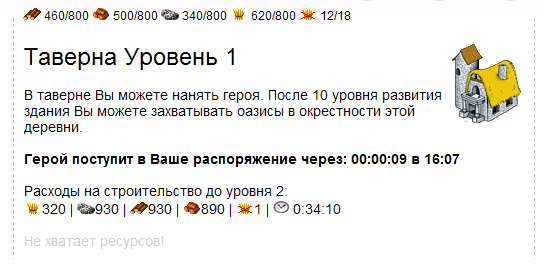 460/800 500/800 340/800 620/800 12/18
Таверна Уровень 1
В таверне Вы можете нанять героя. После 10 уровня развития
здания Вы можете захватывать оазисы в окрестности этой
деревни.
Герой поступит в Ваше распоряжение через: 00:00:09 в 16:07
Расходы на строительство до уровня 2:
320 | 930 | 930 | 890 | 1 | 0:34:10
Не хватает ресурсов!